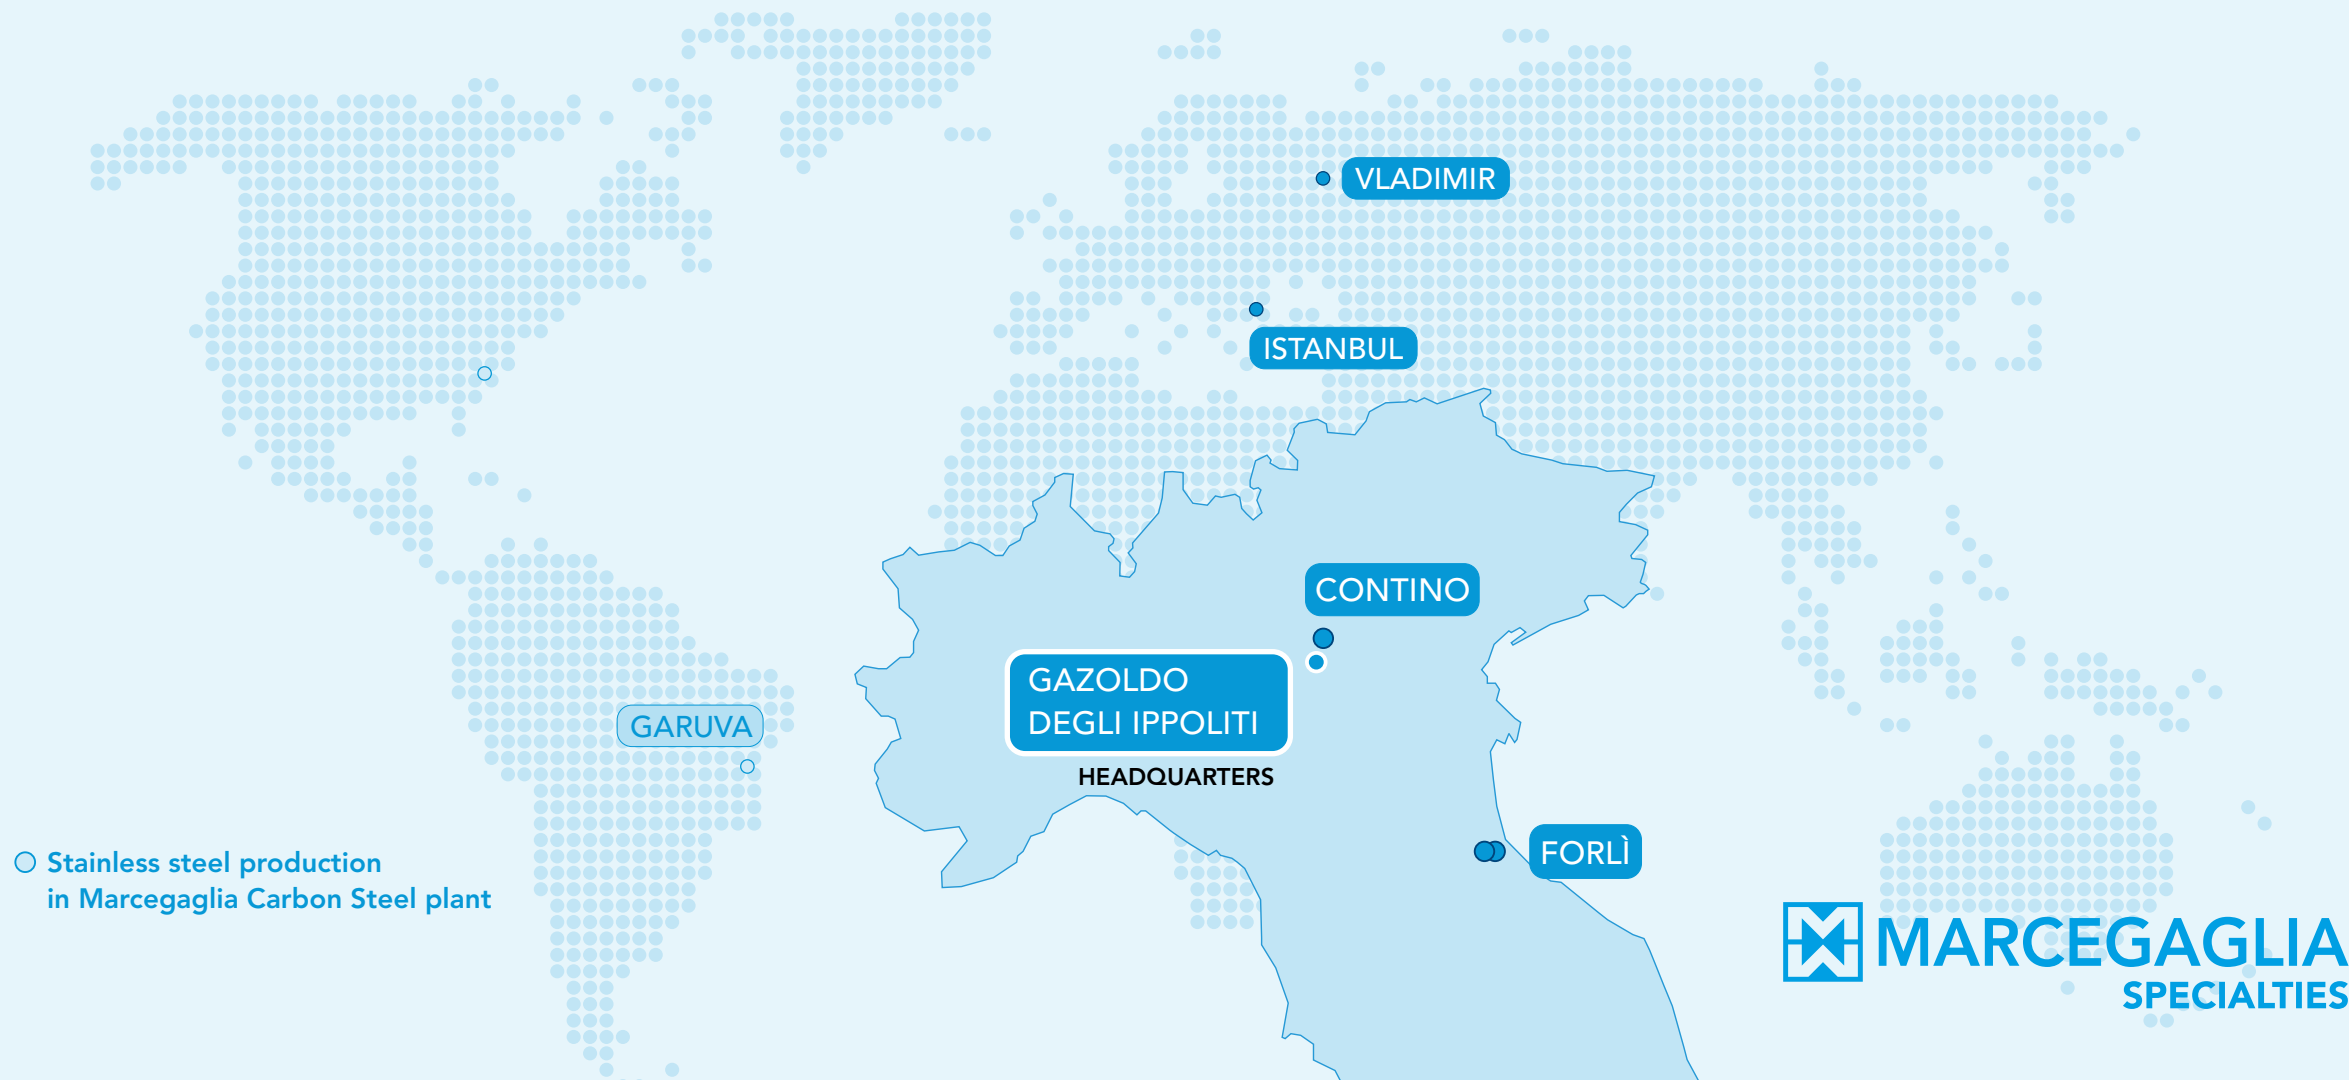 VLADIMIR
ISTANBUL
CONTINO
GAZOLDO
DEGLI IPPOLITI
HEADQUARTERS
GARUVA
FORLÌ
Stainless steel production
in Marcegaglia Carbon Steel plant
MARCEGAGLIA
SPECIALTIES